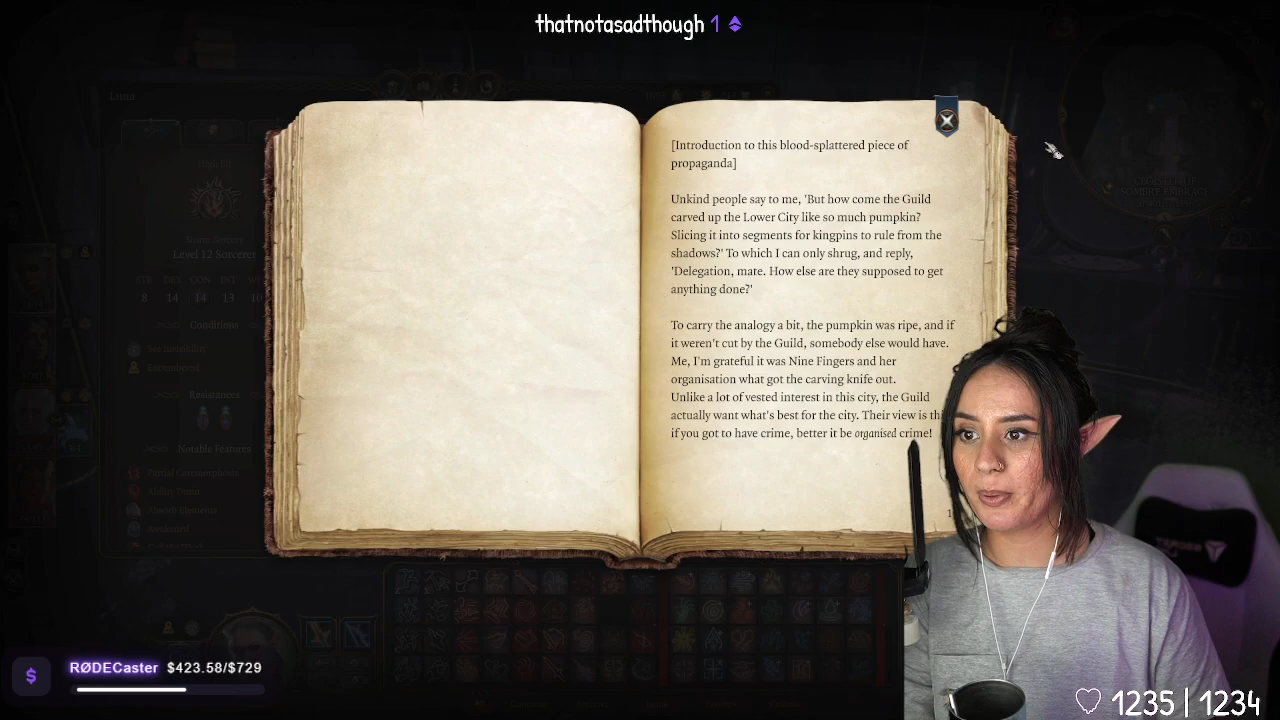 thatnotasadthough 1
[Introduction to this blood-splattered piece of
propaganda]
Unkind people say to me, 'But how come the Guild
carved up the Lower City like so much pumpkin?
Slicing it into segments for kingpins to rule from the
shadows?' To which I can only shrug, and reply,
'Delegation, mate. How else are they supposed to get
anything done?'
To carry the analogy a bit, the pumpkin was ripe, and if
it weren't cut by the Guild, somebody else would have.
Me, I'm grateful it was Nine Fingers and her
organisation what got the carving knife out.
Unlike a lot of vested interest in this city, the Guild
actually want what's best for the city. Their view is
if you got to have crime, better it be organised crime!
Level 12 Sorcerer
8 14 14 13 10
Conditions
Resistances
Notable Features
RØDECaster $423.58/$729
1235 | 1234